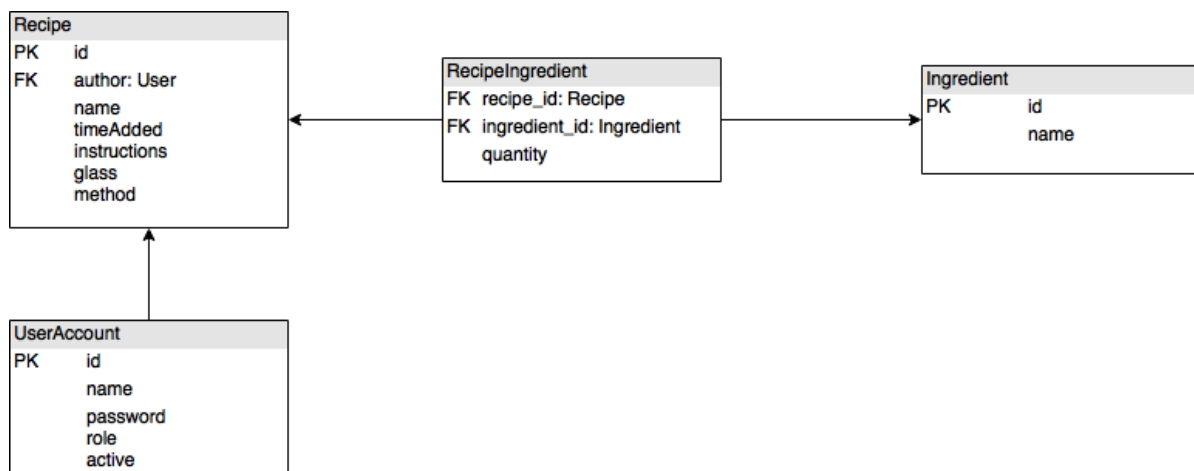 Recipe
PK id
FK author: User
name
timeAdded
instructions
glass
method
RecipeIngredient
FK recipe_id: Recipe
FK ingredient_id: Ingredient
quantity
Ingredient
PK id
name
UserAccount
PK id
name
password
role
active